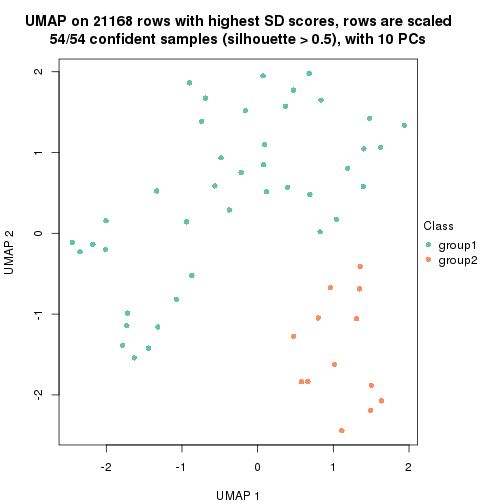 UMAP on 21168 rows with highest SD scores, rows are scaled
54/54 confident samples (silhouette > 0.5), with 10 PCs
2
1
0
-1
-2
UMAP 2
-2
-1
0
1
2
UMAP 1
Class
group1
group2